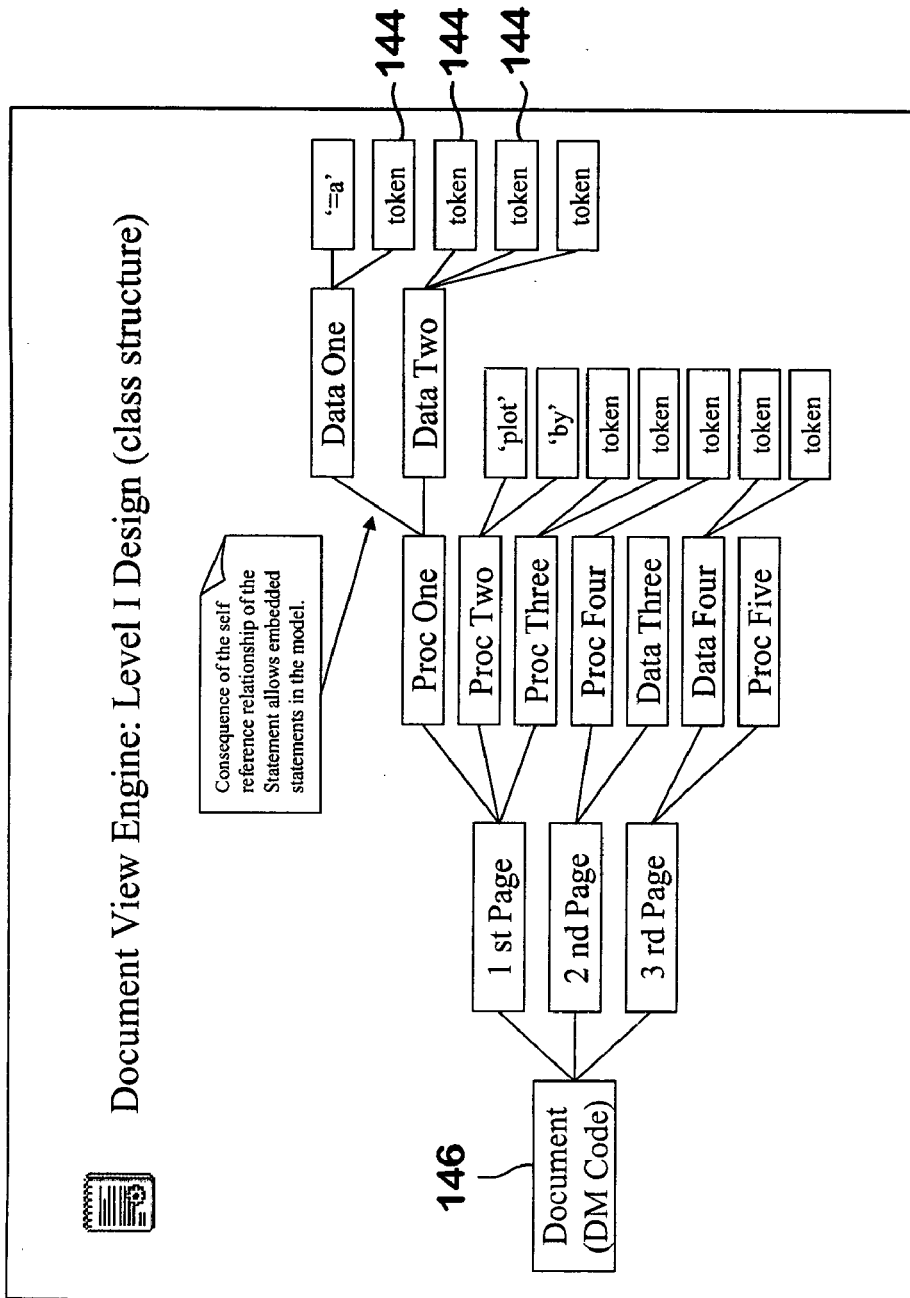 Document View Engine: Level I Design (class structure)
Consequence of the self
reference relationship of the
Statement allows embedded
statements in the model.
146
Document
(DM Code)
1 st Page
2 nd Page
3 rd Page
Proc One
Proc Two
Proc Three
Proc Four
Data Three
Data Four
Proc Five
Data One
Data Two
'plot'
'by'
token
token
token
token
token
'=a'
token
token
token
token
144
144
144